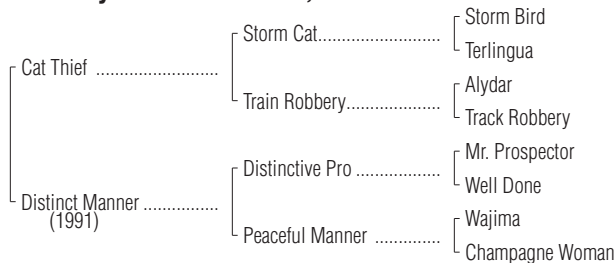 Storm Bird
Storm Cat........................
Terlingua
Cat Thief ........................
Alydar
Train Robbery...................
Track Robbery
Mr. Prospector
Distinctive Pro .................
Well Done
Distinct Manner ...............
(1991)
Wajima
Peaceful Manner .............
Champagne Woman